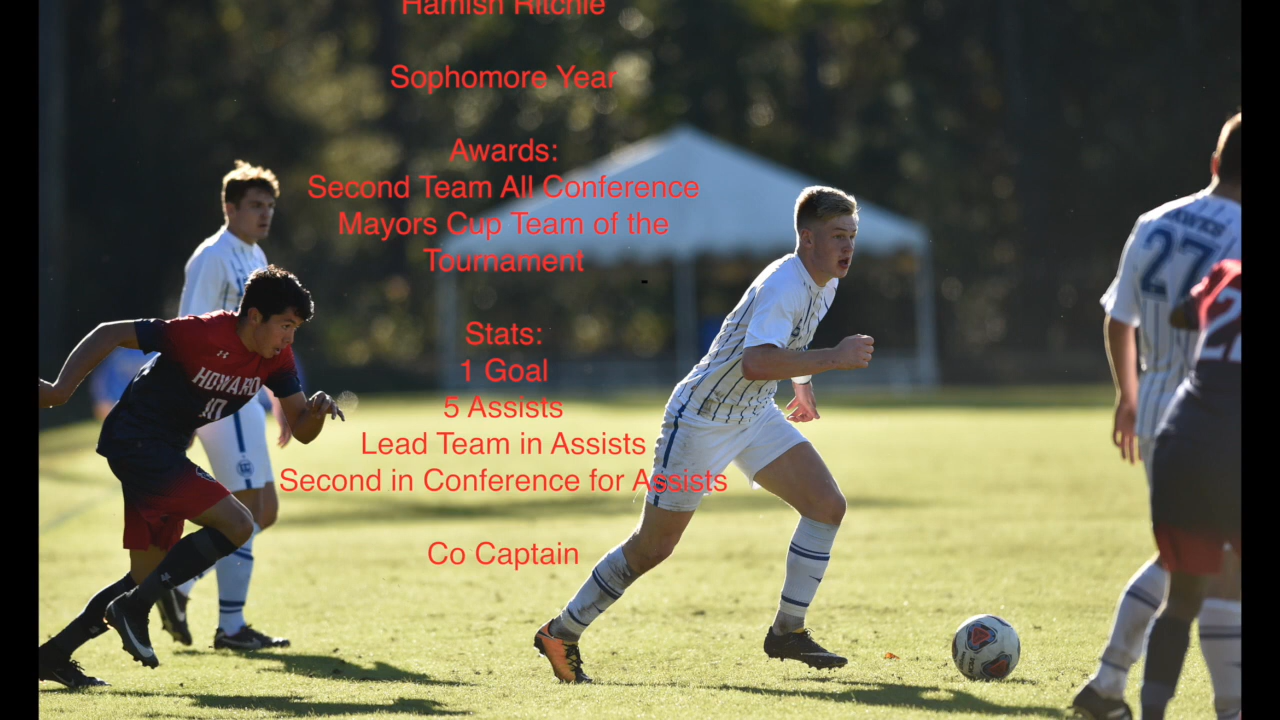 Hamish Ritchie
Sophomore Year
Awards:
Second Team All Conference
Mayors Cup Team of the
Tournament
Stats:
1 Goal
5 Assists
Lead Team in Assists
Second in Conference for Assists
Co Captain
HOWARD
10
HAWKS
27